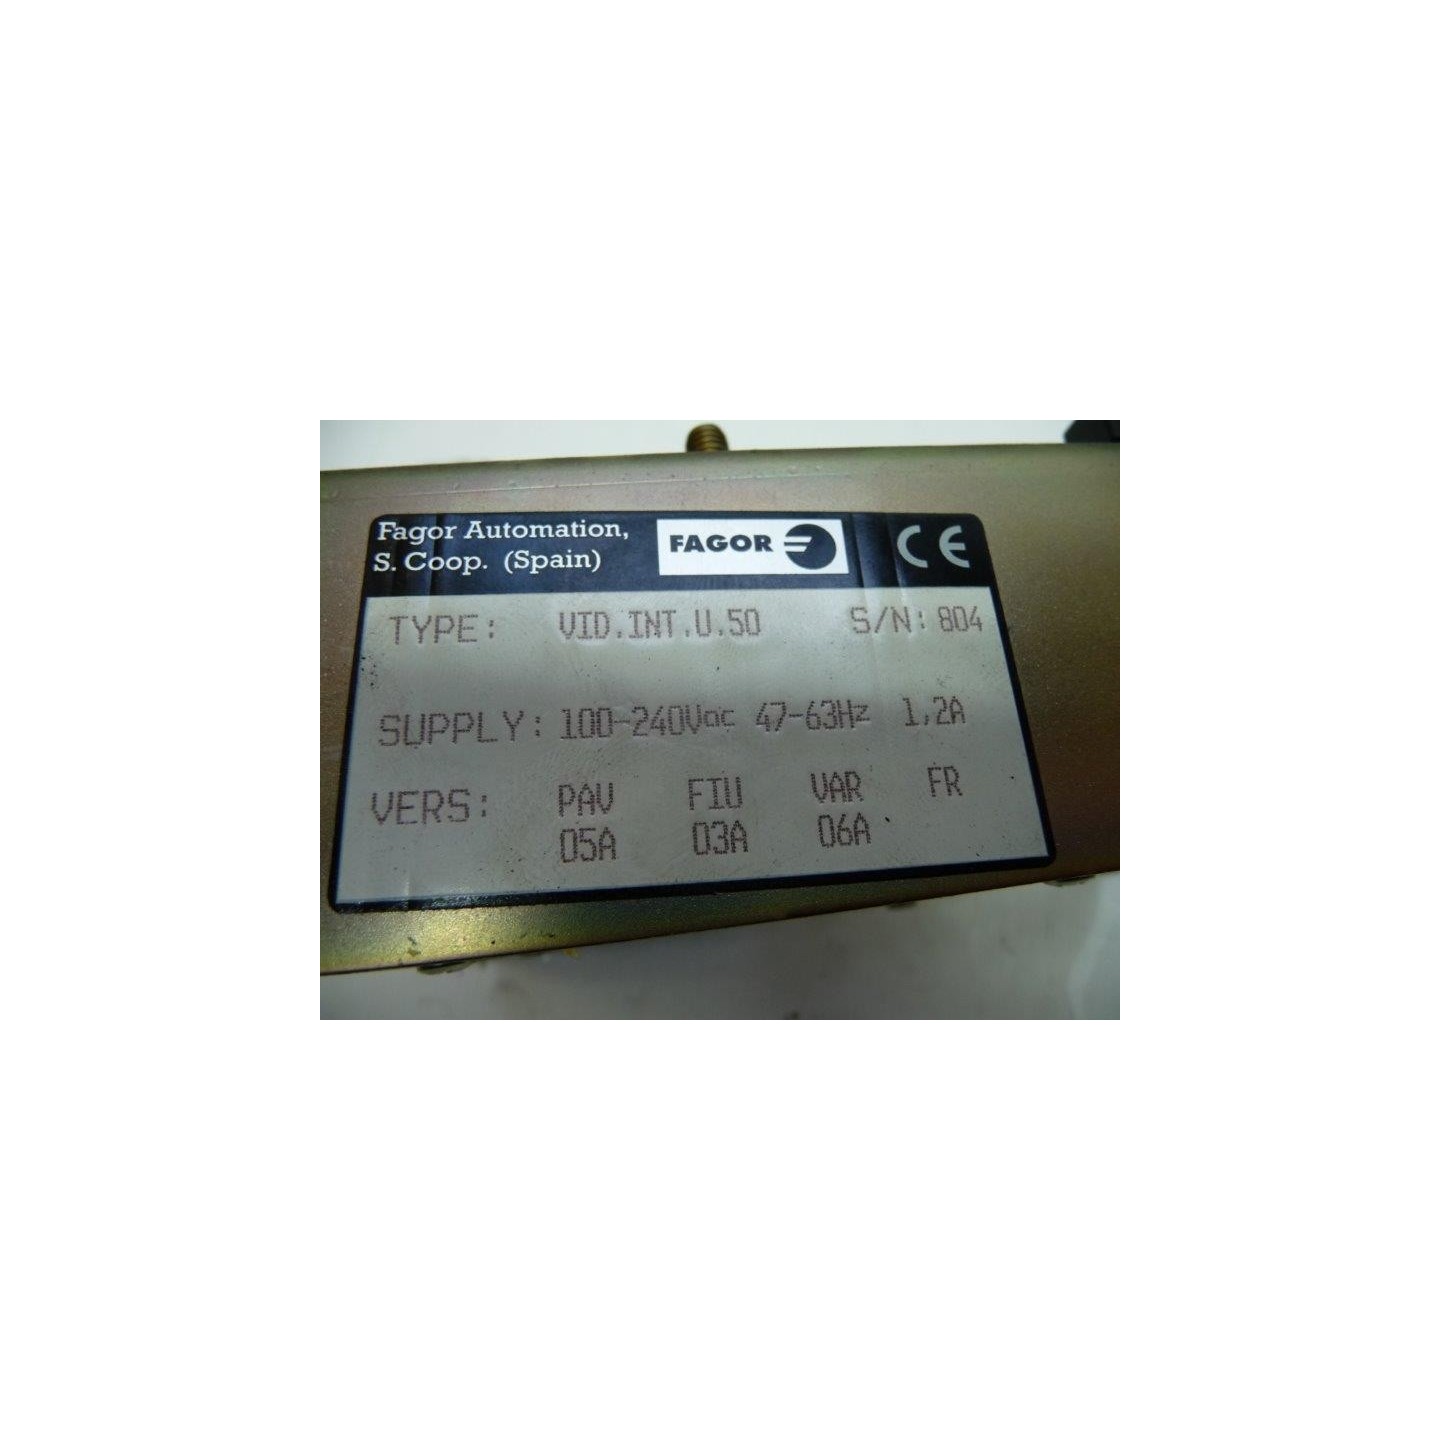 Fagor Automation,
S. Coop. (Spain)
FAGOR
CE
TYPE: VID.INT.U.50 S/N: 804
SUPPLY: 100-240Vac 47-63Hz 1,2A
VERS: PAV FIU VAR FR
05A 03A 06A